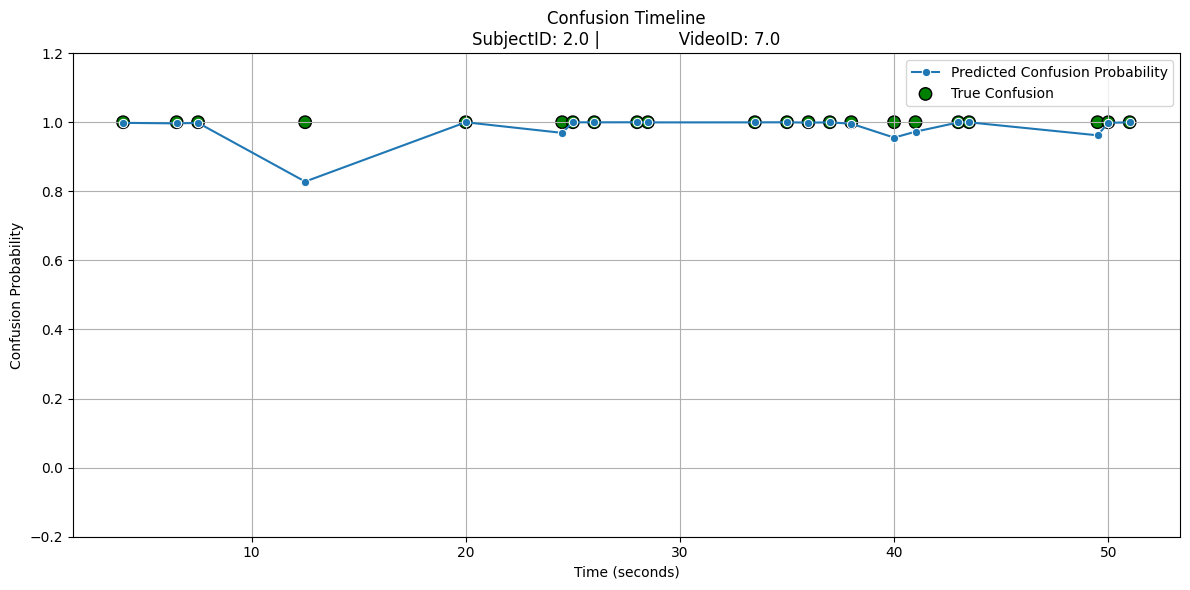 Confusion Timeline
SubjectID: 2.0 | VideoID: 7.0
Predicted Confusion Probability
True Confusion
1.2
1.0
0.8
0.6
0.4
0.2
0.0
−0.2
Confusion Probability
10 20 30 40 50
Time (seconds)